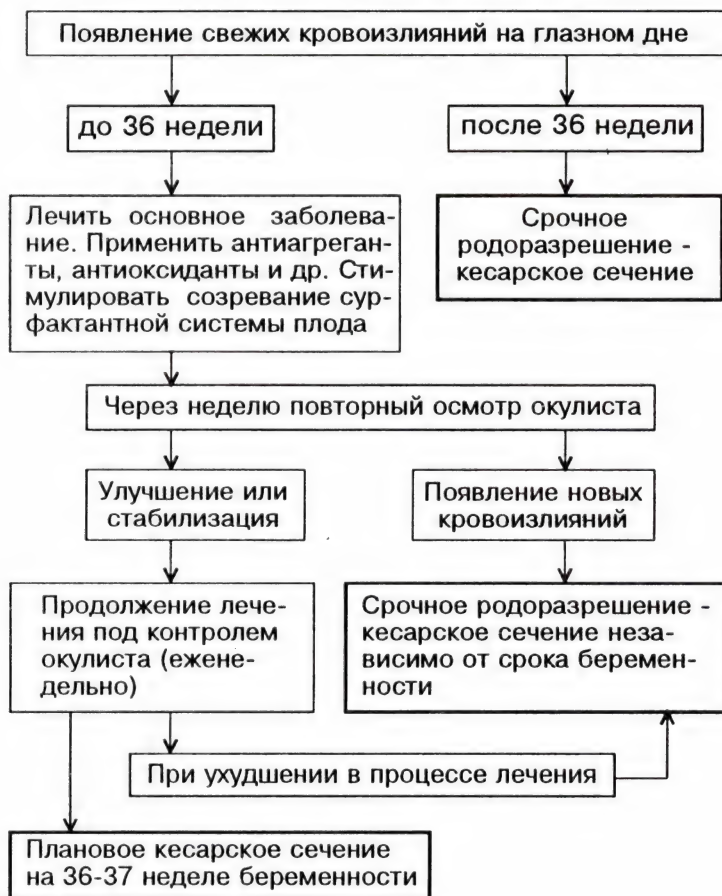 Появление свежих кровоизлияний на глазном дне
до 36 недели
после 36 недели
Лечить основное заболева-
ние. Применить антиагреган-
ты, антиоксиданты и др. Сти-
мулировать созревание сур-
фактантной системы плода
Срочное
родоразрешение -
кесарское сечение
Через неделю повторный осмотр окулиста
Улучшение или
стабилизация
Появление новых
кровоизлияний
Продолжение лече-
ния под контролем
окулиста (ежене-
дельно)
Срочное родоразрешение -
кесарское сечение неза-
висимо от срока беремен-
ности
При ухудшении в процессе лечения
Плановое кесарское сечение
на 36-37 неделе беременности